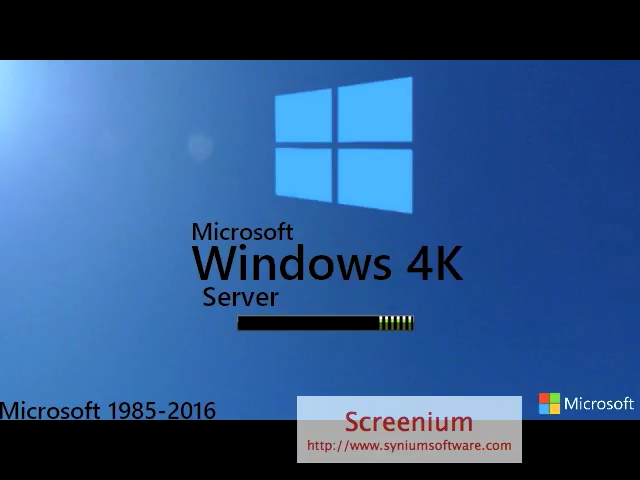 Microsoft
Windows 4K
Server
Microsoft 1985-2016
Microsoft
Screenium
http://www.syniumsoftware.com